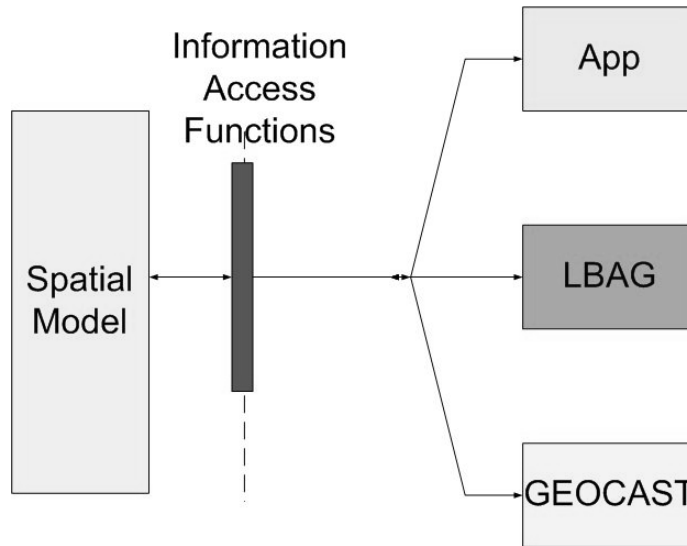 Information
Access
Functions
App
Spatial
Model
LBAG
GEOCAST